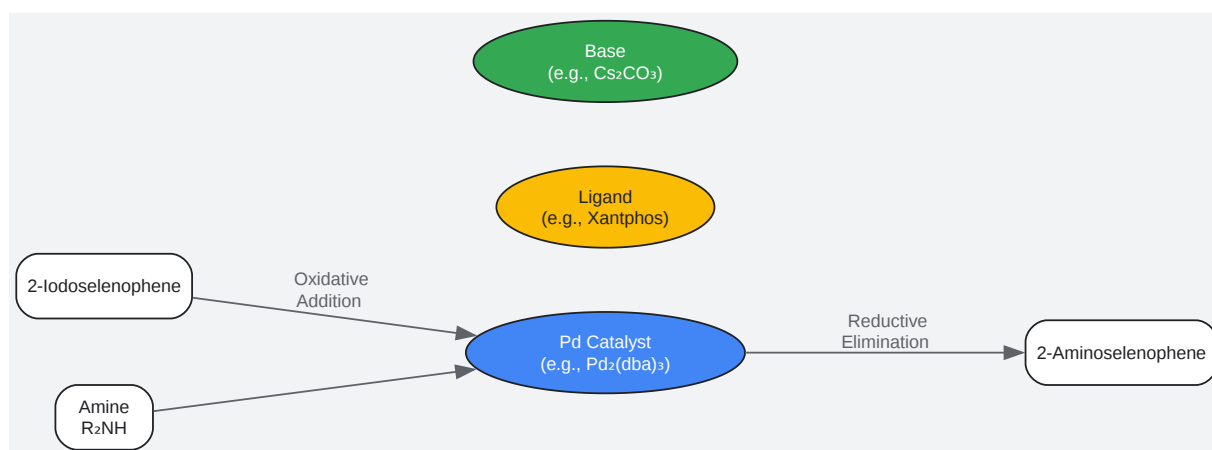 Base
(e.g., Cs₂CO₃)
Ligand
(e.g., Xantphos)
2-Iodoselenophene
Oxidative
Addition
Pd Catalyst
(e.g., Pd₂(dba)₃)
Reductive
Elimination
2-Aminoselenophene
Amine
R₂NH